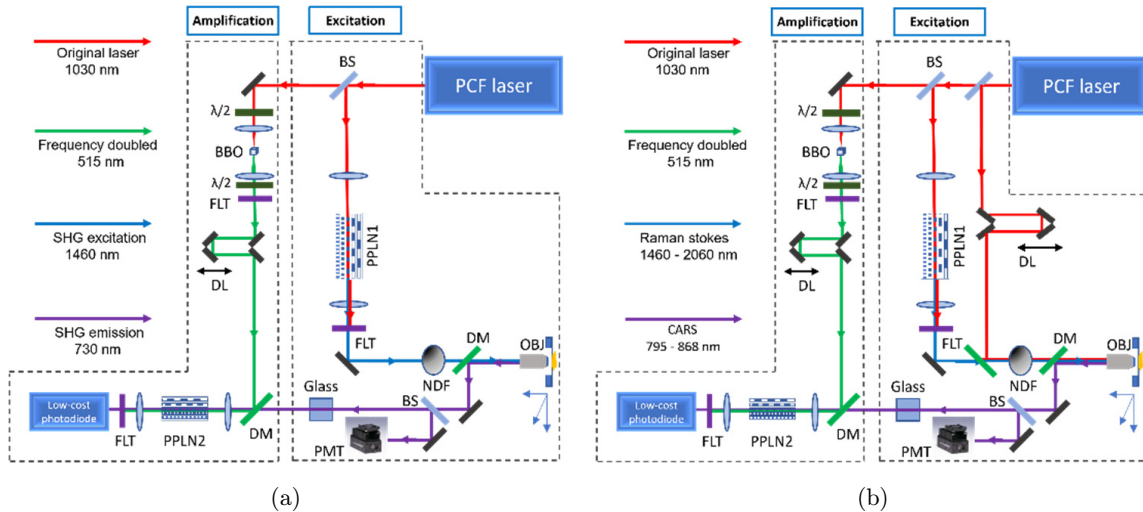 Amplification
Excitation
Original laser
1030 nm
BS
PCF laser
λ/2
Frequency doubled
515 nm
BBO
λ/2
FLT
PPLN1
SHG excitation
1460 nm
DL
SHG emission
730 nm
FLT
DM
OBJ
NDF
Glass
BS
Low-cost
photodiode
FLT
PPLN2
DM
PMT
(a)
Amplification
Excitation
Original laser
1030 nm
BS
PCF laser
λ/2
Frequency doubled
515 nm
BBO
λ/2
FLT
PPLN1
Raman stokes
1460 - 2060 nm
DL
DL
CARS
795 - 868 nm
FLT
DM
OBJ
NDF
Glass
BS
Low-cost
photodiode
FLT
PPLN2
DM
PMT
(b)